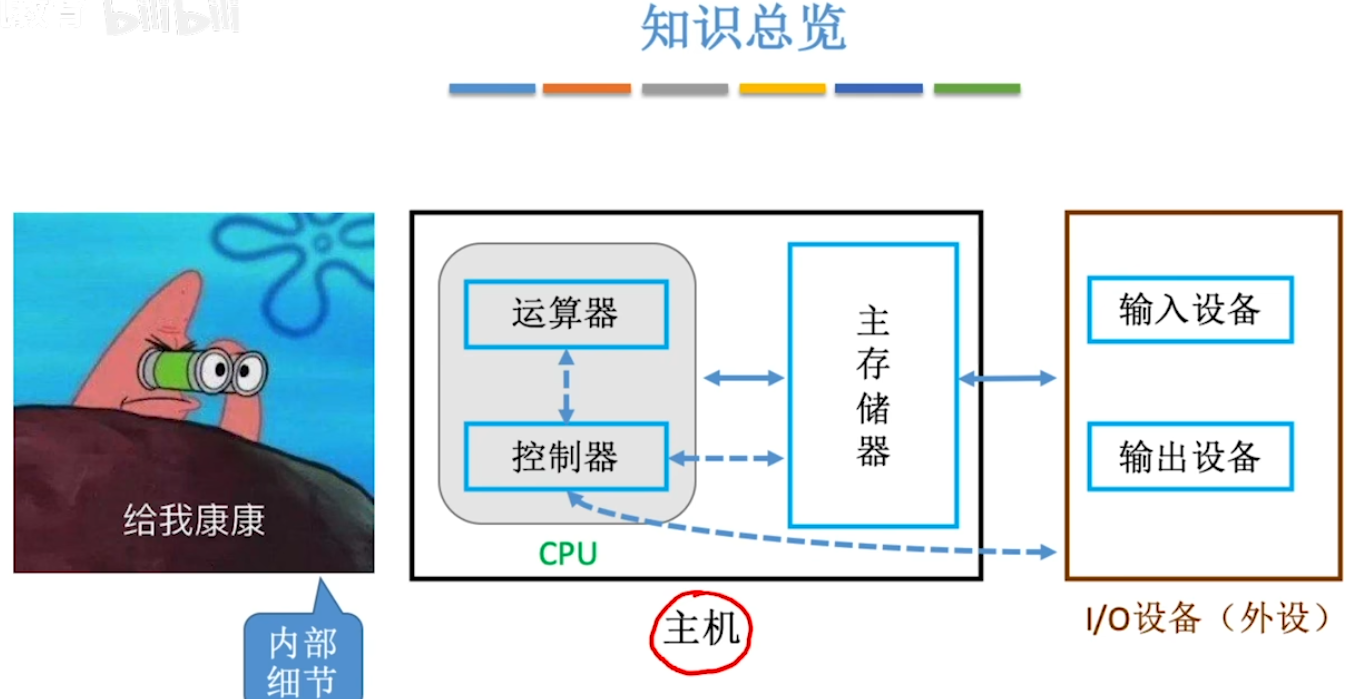 教育 bilibili
知识总览
运算器
控制器
CPU
主存储器
主机
输入设备
输出设备
I/O设备（外设）
给我康康
内部
细节